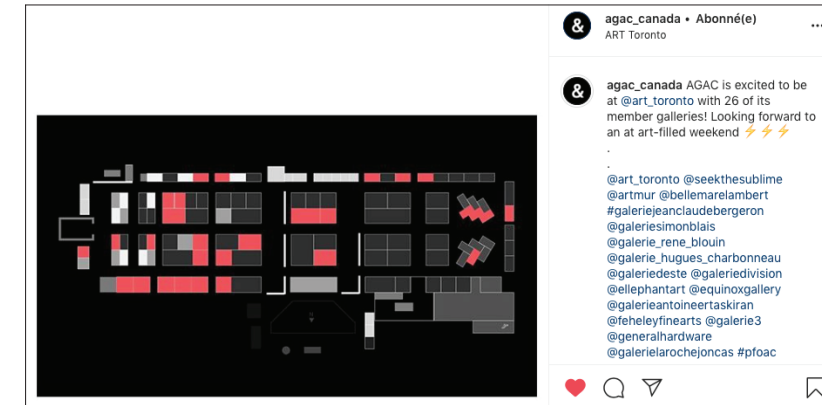 agac_canada • Abonné(e)
ART Toronto
&
&
agac_canada AGAC is excited to be
at @art_toronto with 26 of its
member galleries! Looking forward to
an at art-filled weekend ⚡⚡⚡
.
.
@art_toronto @seekthesublime
@artmur @bellemarelambert
#galeriejeanclaudebergeron
@galeriesimonblais
@galerie_rene_blouin
@galerie_hugues_charbonneau
@galeriedeste @galeriedivision
@ellephantart @equinoxgallery
@galerieantoineertaskiran
@feheleyfinearts @galerie3
@generalhardware
@galerielarochejoncas #pfoac